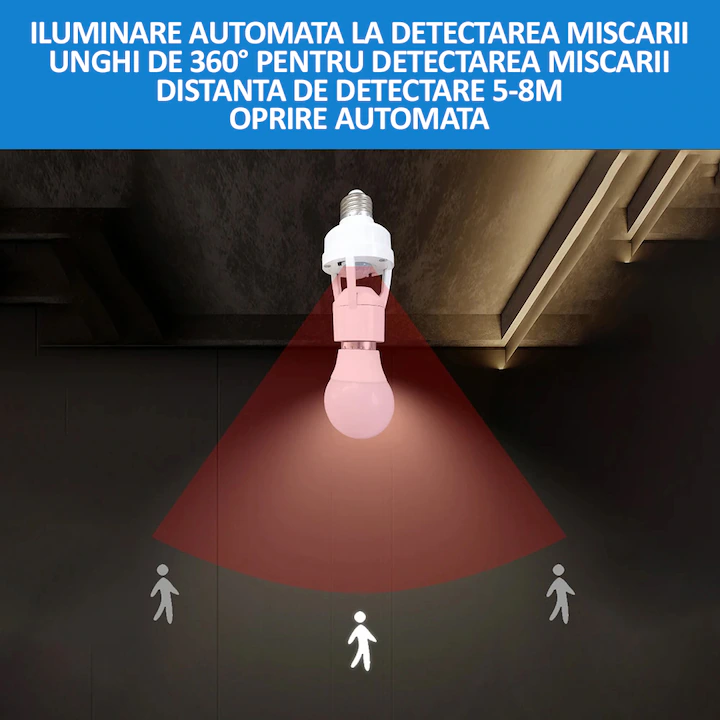 ILUMINARE AUTOMATA LA DETECTAREA MISCARII
UNGHI DE 360° PENTRU DETECTAREA MISCARII
DISTANTA DE DETECTARE 5-8M
OPRIRE AUTOMATA